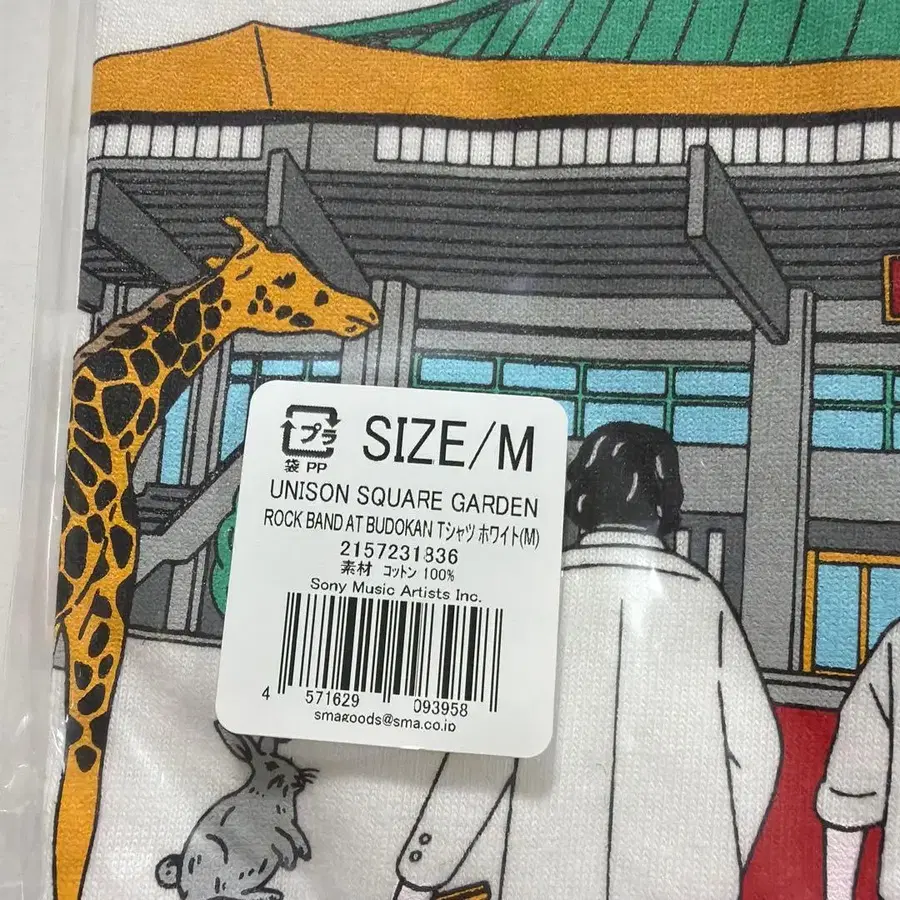 プラ
SIZE/M
袋 PP
UNISON SQUARE GARDEN
ROCK BAND AT BUDOKAN Tシャツ ホワイト(M)
2157231836
素材 コットン 100%
Sony Music Artists Inc.
4 571629 093958
smagoods@sma.co.jp